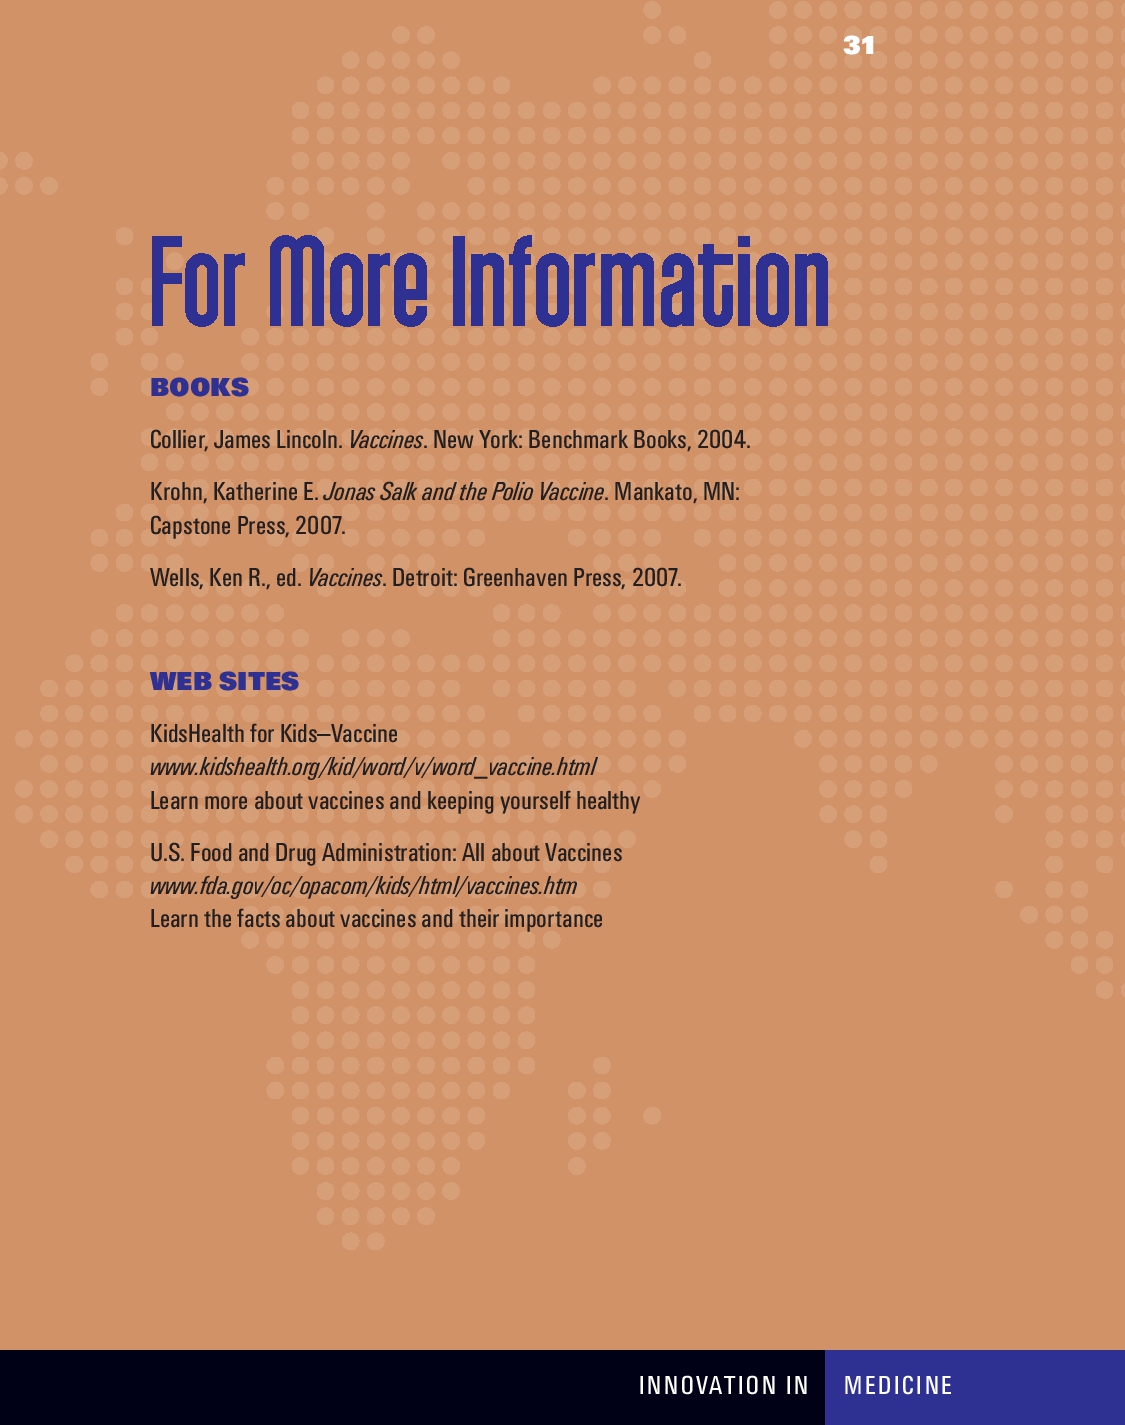 31
For More Information
BOOKS
Collier, James Lincoln. Vaccines. New York: Benchmark Books, 2004.
Krohn, Katherine E. Jonas Salk and the Polio Vaccine. Mankato, MN:
Capstone Press, 2007.
Wells, Ken R., ed. Vaccines. Detroit: Greenhaven Press, 2007.
WEB SITES
KidsHealth for Kids—Vaccine
www.kidshealth.org/kid/word/v/word_vaccine.html
Learn more about vaccines and keeping yourself healthy
U.S. Food and Drug Administration: All about Vaccines
www.fda.gov/oc/opacom/kids/html/vaccines.htm
Learn the facts about vaccines and their importance
INNOVATION IN MEDICINE